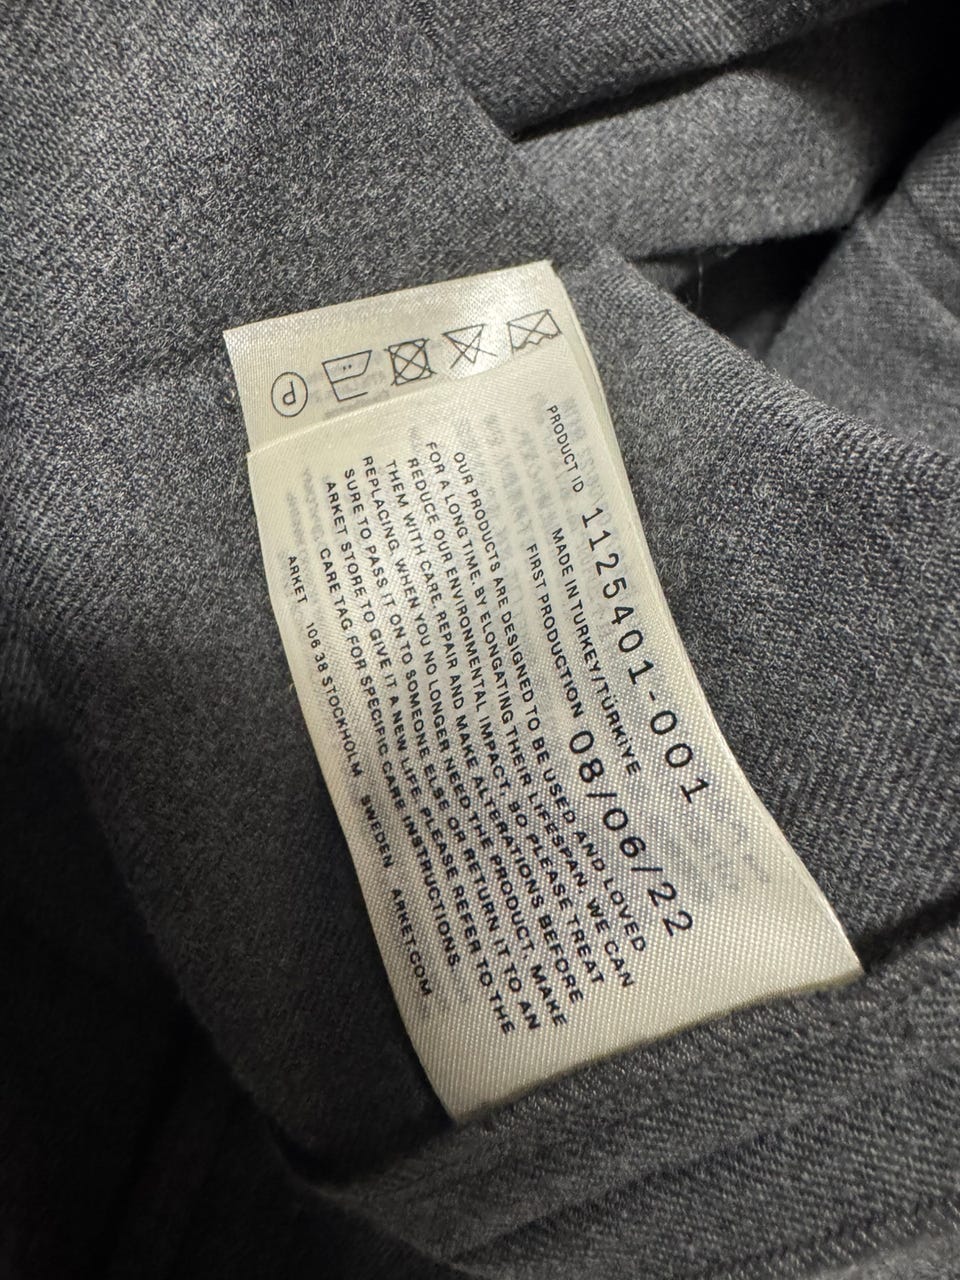 P
PRODUCT ID 1125401-001
MADE IN TURKEY/TÜRKİYE
FIRST PRODUCTION 08/06/22
OUR PRODUCTS ARE DESIGNED TO BE USED AND LOVED
FOR A LONG TIME. BY ELONGATING THEIR LIFESPAN, WE CAN
REDUCE OUR ENVIRONMENTAL IMPACT. SO PLEASE TREAT
THEM WITH CARE, REPAIR AND MAKE ALTERATIONS BEFORE
REPLACING. WHEN YOU NO LONGER NEED THE PRODUCT, MAKE
SURE TO PASS IT ON TO SOMEONE ELSE OR RETURN IT TO AN
ARKET STORE TO GIVE IT A NEW LIFE. PLEASE REFER TO THE
CARE TAG FOR SPECIFIC CARE INSTRUCTIONS.
ARKET 106 38 STOCKHOLM SWEDEN ARKET.COM